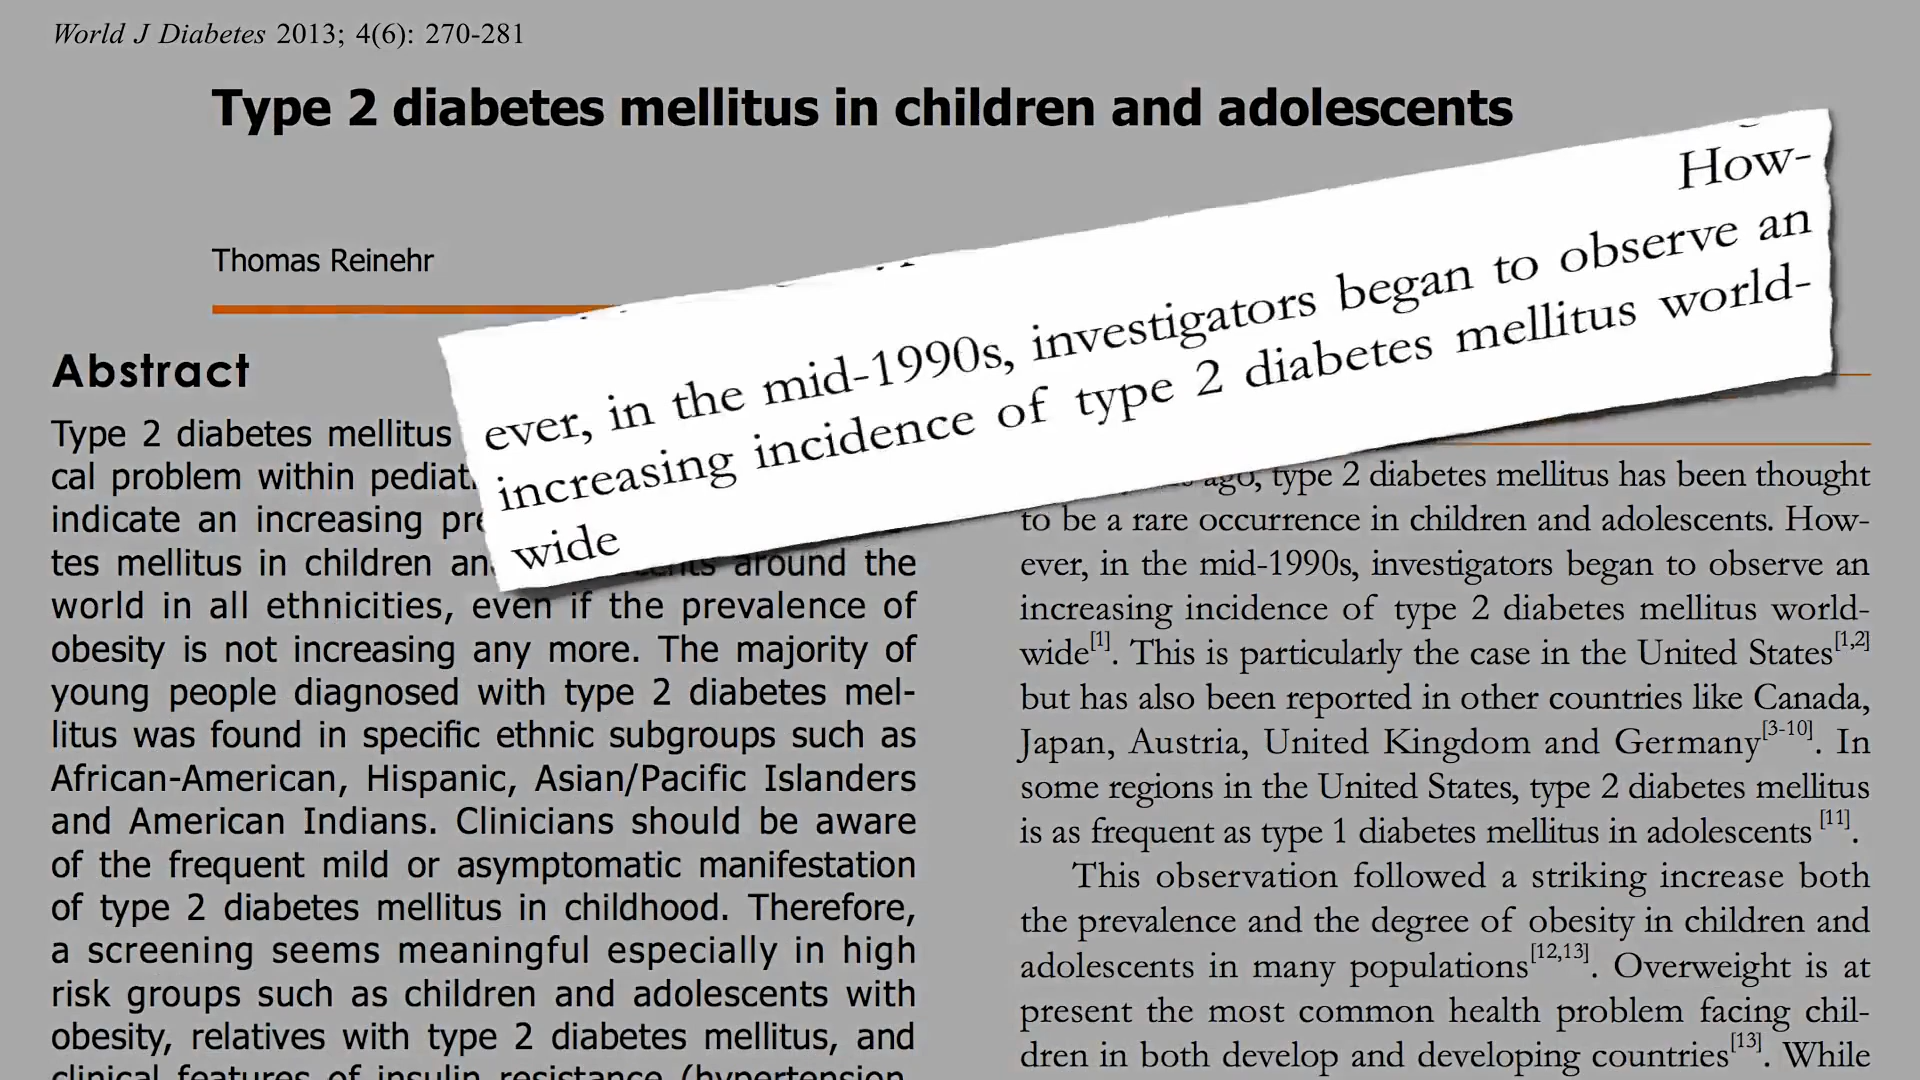 World J Diabetes 2013; 4(6): 270-281
Type 2 diabetes mellitus in children and adolescents
Thomas Reinehr
How-
ever, in the mid-1990s, investigators began to observe an
increasing incidence of type 2 diabetes mellitus world-
wide
Abstract
Type 2 diabetes mellitus
cal problem within
indicate an increasing
tes mellitus in children around the
world in all ethnicities, even if the prevalence of
obesity is not increasing any more. The majority of
young people diagnosed with type 2 diabetes mel-
litus was found in specific ethnic subgroups such as
African-American, Hispanic, Asian/Pacific Islanders
and American Indians. Clinicians should be aware
of the frequent mild or asymptomatic manifestation
of type 2 diabetes mellitus in childhood. Therefore,
a screening seems meaningful especially in high
risk groups such as children and adolescents with
obesity, relatives with type 2 diabetes mellitus, and
clinical features of insulin resistance (hypertension,
ago, type 2 diabetes mellitus has been thought
to be a rare occurrence in children and adolescents. How-
ever, in the mid-1990s, investigators began to observe an
increasing incidence of type 2 diabetes mellitus world-
wide[1]. This is particularly the case in the United States[1,2]
but has also been reported in other countries like Canada,
Japan, Austria, United Kingdom and Germany[3-10]. In
some regions in the United States, type 2 diabetes mellitus
is as frequent as type 1 diabetes mellitus in adolescents [11].
This observation followed a striking increase both
the prevalence and the degree of obesity in children and
adolescents in many populations[12,13]. Overweight is at
present the most common health problem facing chil-
dren in both develop and developing countries[13]. While